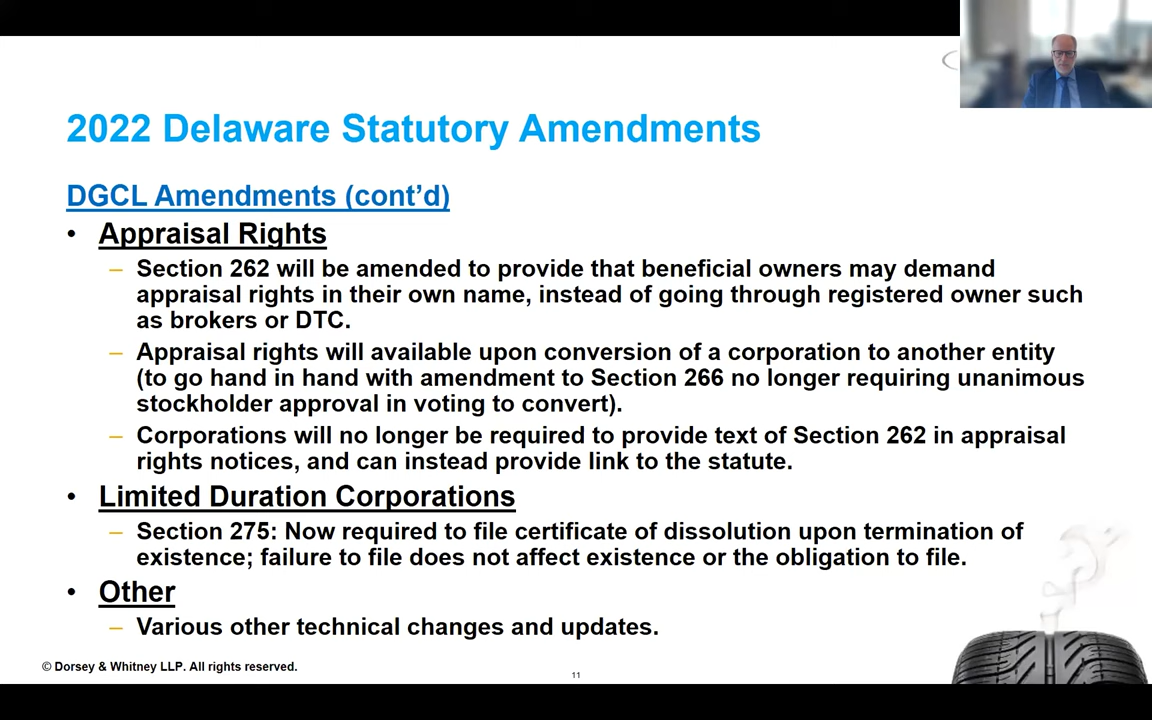 2022 Delaware Statutory Amendments
DGCL Amendments (cont’d)
• Appraisal Rights
– Section 262 will be amended to provide that beneficial owners may demand
appraisal rights in their own name, instead of going through registered owner such
as brokers or DTC.
– Appraisal rights will available upon conversion of a corporation to another entity
(to go hand in hand with amendment to Section 266 no longer requiring unanimous
stockholder approval in voting to convert).
– Corporations will no longer be required to provide text of Section 262 in appraisal
rights notices, and can instead provide link to the statute.
• Limited Duration Corporations
– Section 275: Now required to file certificate of dissolution upon termination of
existence; failure to file does not affect existence or the obligation to file.
• Other
– Various other technical changes and updates.
© Dorsey & Whitney LLP. All rights reserved.
11